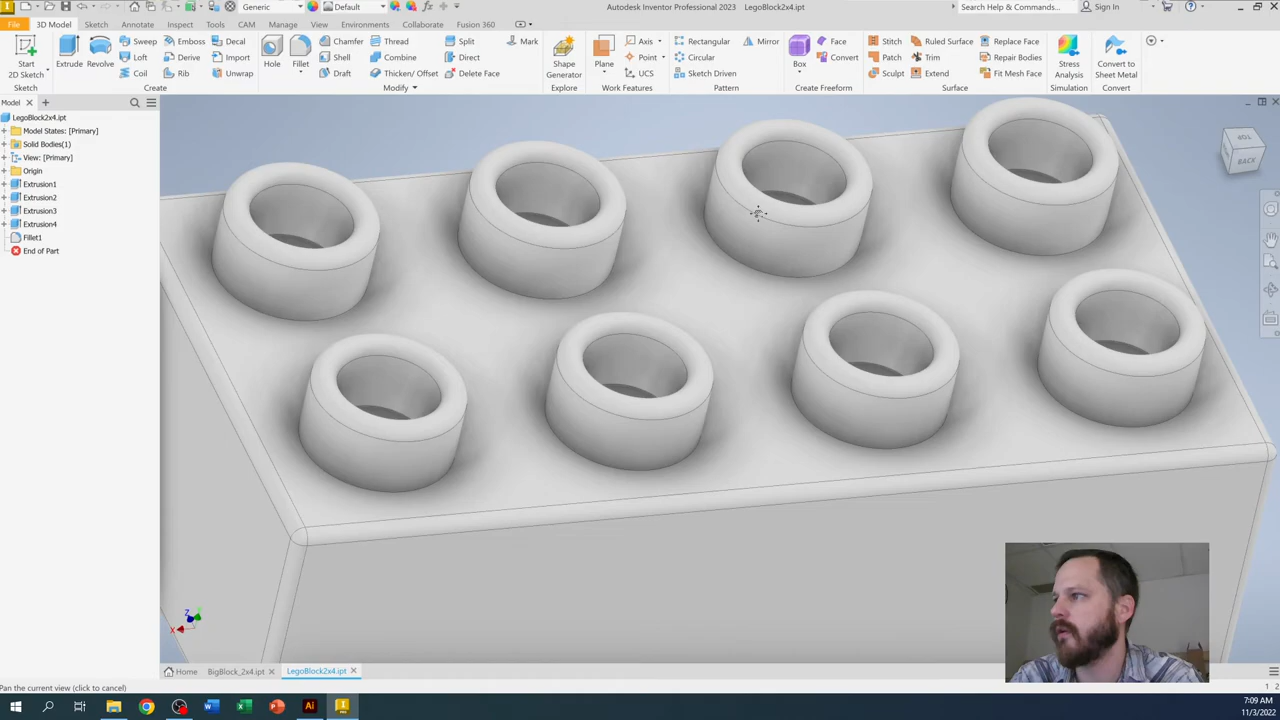 Generic
Default
Autodesk Inventor Professional 2023 LegoBlock2x4.ipt
Search Help & Commands...
Sign In
File 3D Model Sketch Annotate Inspect Tools CAM Manage View Environments Collaborate Fusion 360
Start
2D Sketch
Extrude
Revolve
Sweep
Loft
Coil
Emboss
Derive
Rib
Decal
Import
Unwrap
Hole
Fillet
Chamfer
Shell
Draft
Thread
Combine
Thicken/ Offset
Split
Direct
Delete Face
Mark
Shape
Generator
Plane
Axis
Point
UCS
Rectangular
Circular
Sketch Driven
Mirror
Box
Face
Convert
Stitch
Patch
Sculpt
Ruled Surface
Trim
Extend
Replace Face
Repair Bodies
Fit Mesh Face
Stress
Analysis
Convert to
Sheet Metal
Sketch Create Modify Explore Work Features Pattern Create Freeform Surface Simulation Convert
Model
LegoBlock2x4.ipt
Model States: [Primary]
Solid Bodies(1)
View: [Primary]
Origin
Extrusion1
Extrusion2
Extrusion3
Extrusion4
Fillet1
End of Part
BACK
Z
X
Home BigBlock_2x4.ipt LegoBlock2x4.ipt
Pan the current view (click to cancel)
1 2
7:09 AM
11/3/2022